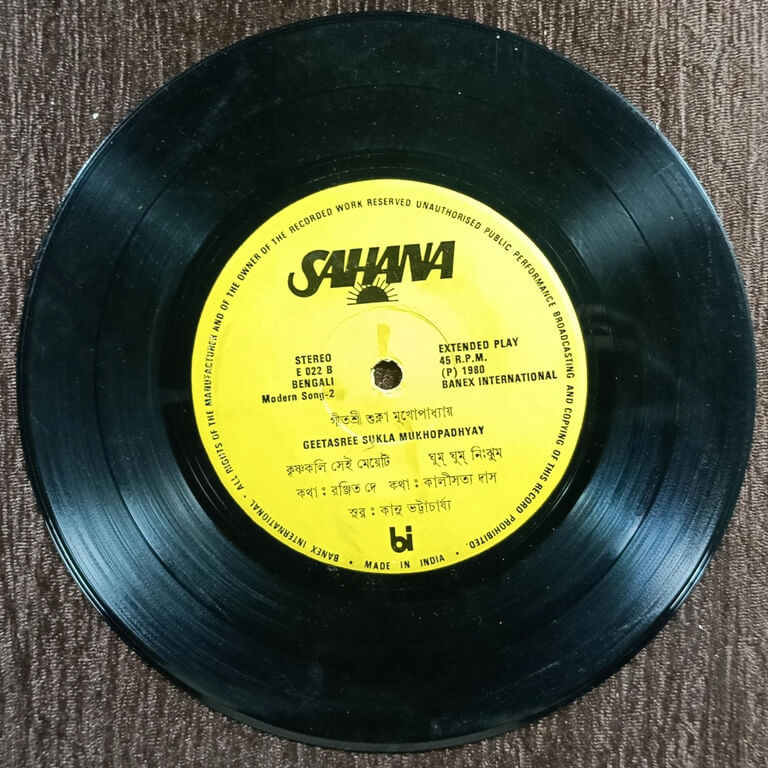 ALL RIGHTS OF THE MANUFACTURER AND OF THE OWNER OF THE RECORDED WORK RESERVED UNAUTHORISED PUBLIC PERFORMANCE BROADCASTING AND COPYING OF THIS RECORD PROHIBITED.
SAHANA
STEREO
E 022 B
BENGALI
Modern Song-2
EXTENDED PLAY
45 R.P.M.
(P) 1980
BANEX INTERNATIONAL
গীতশ্রী শুক্লা মুখোপাধ্যায়
GEETASREE SUKLA MUKHOPADHYAY
কৃষ্ণকলি সেই মেয়েটি ঘুম্ ঘুম্ নিঃঝুম
কথা : রঞ্জিত দে কথা : কালীসত্য দাস
সুর : কানু ভট্টাচার্য্য
bi
BANEX INTERNATIONAL • MADE IN INDIA •